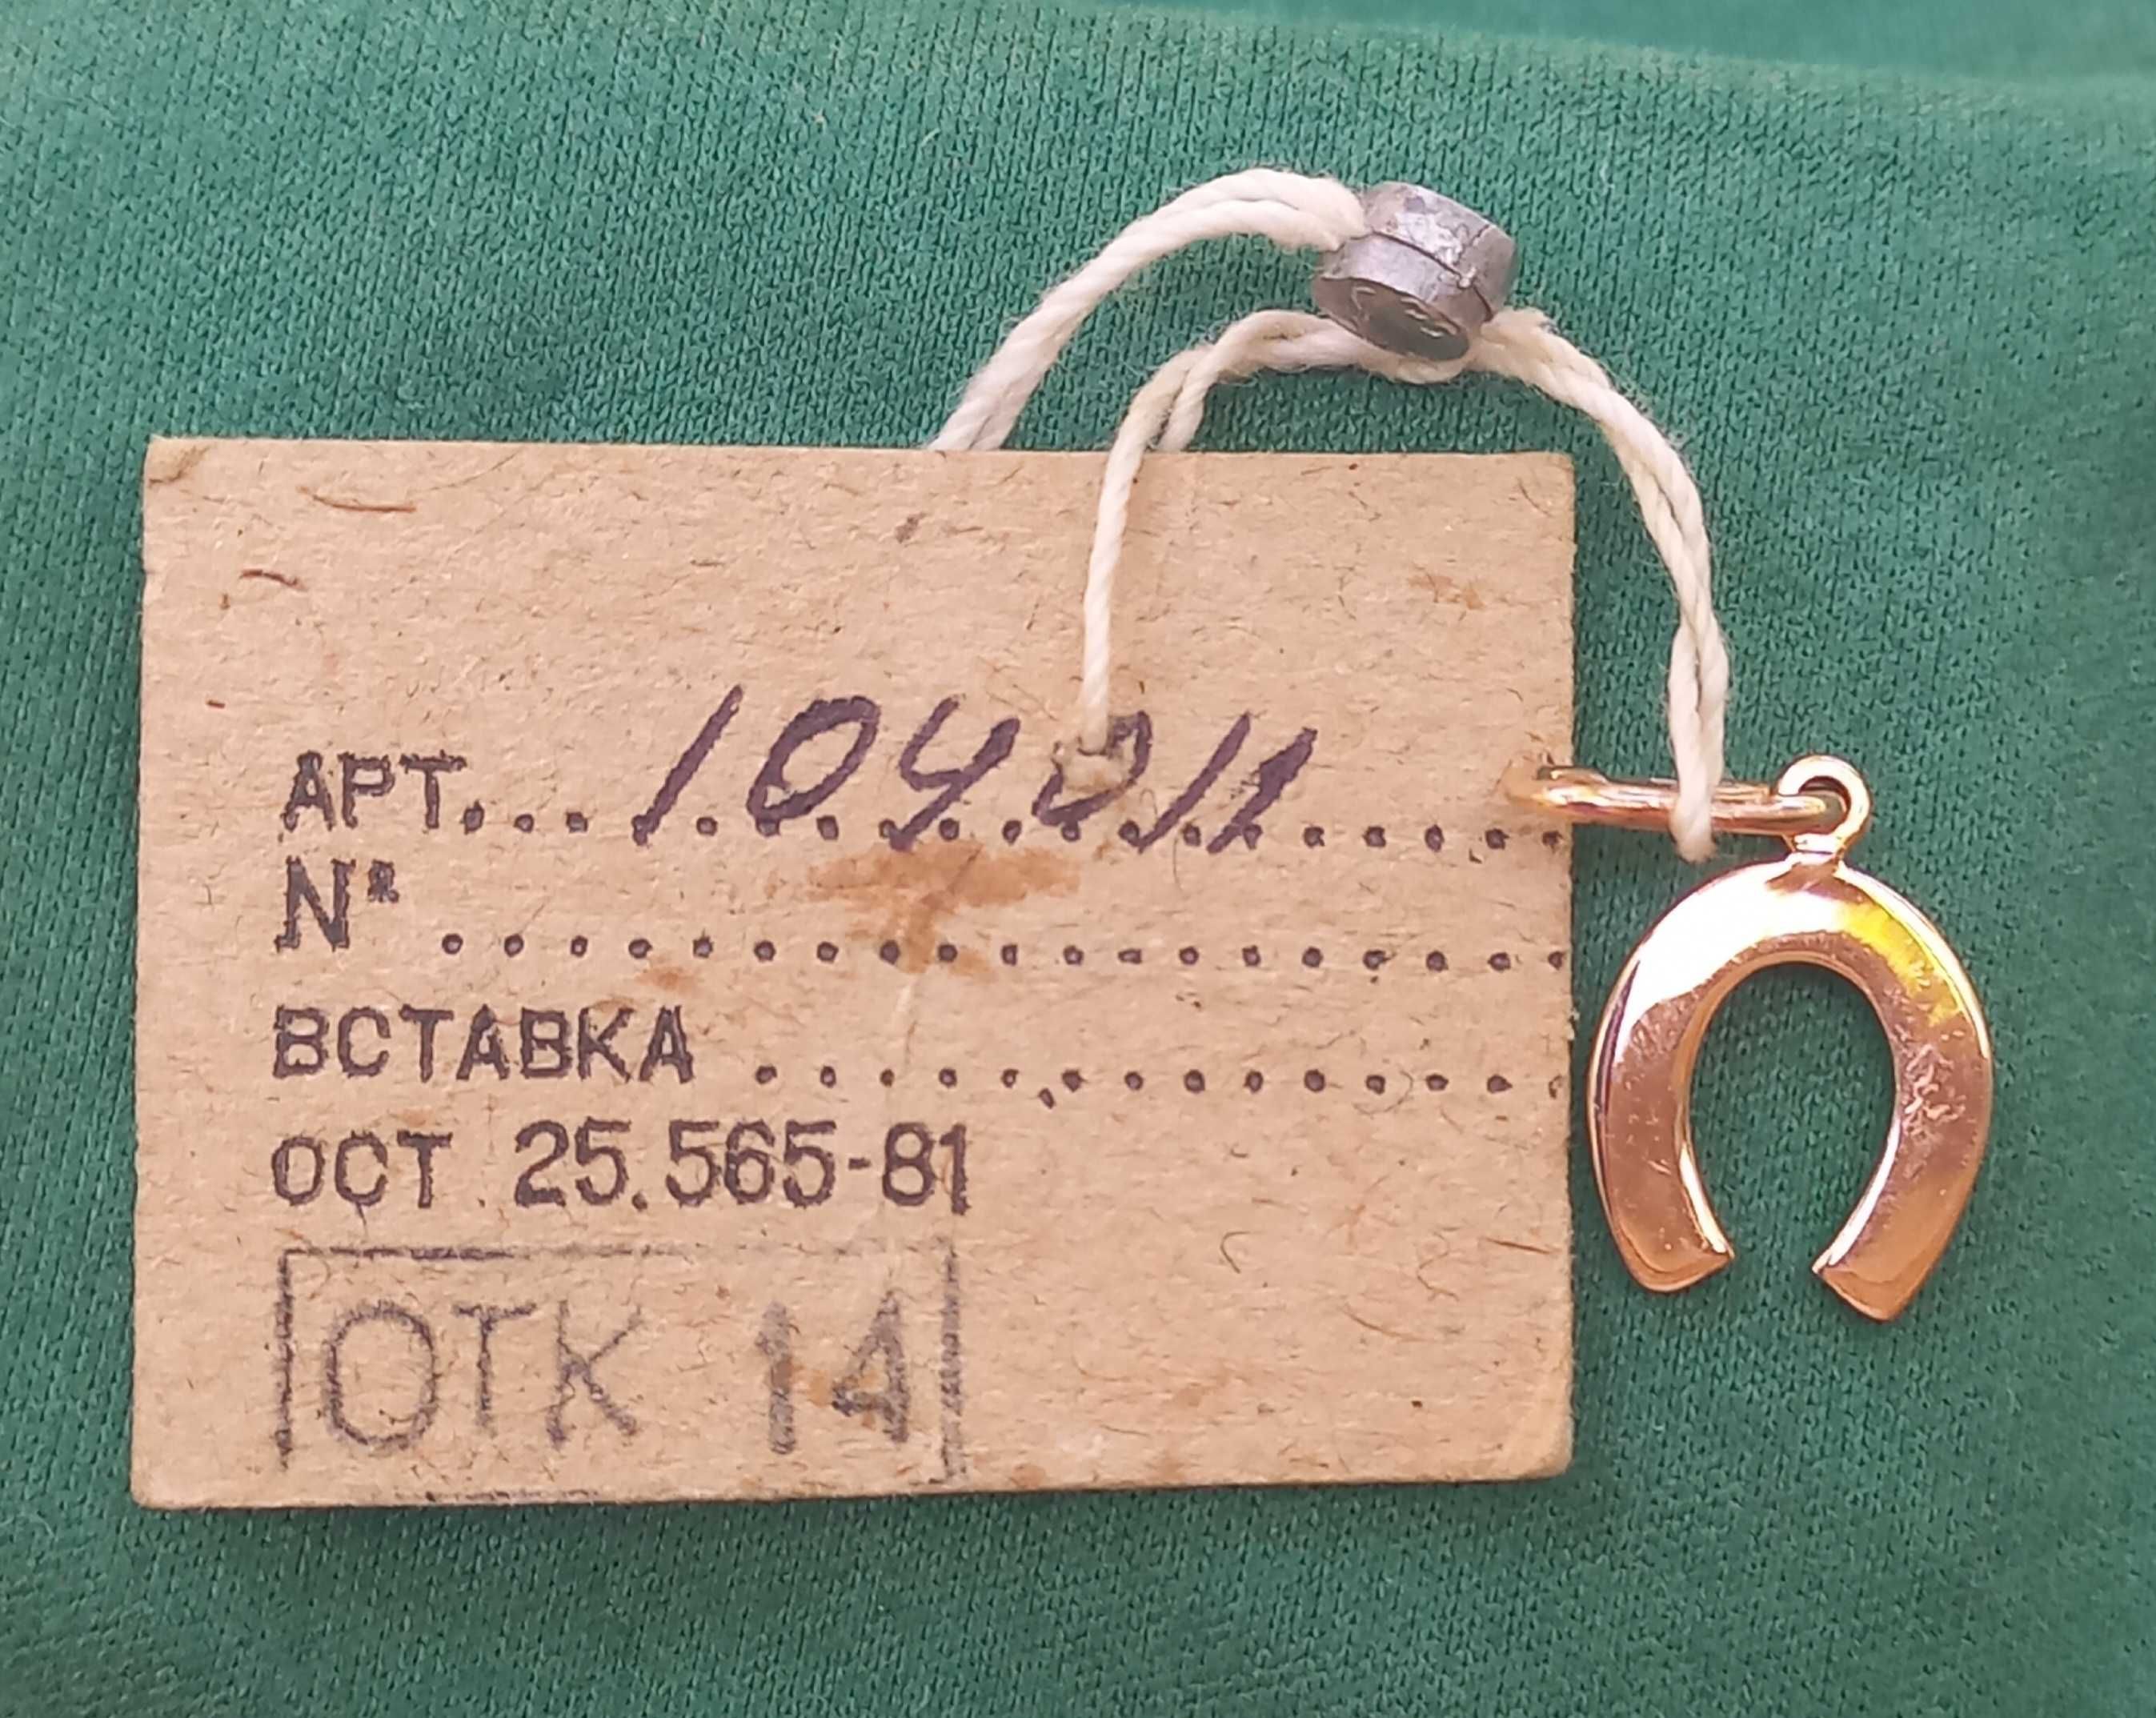 АРТ... 104011
№
ВСТАВКА
ОСТ 25.565-81
ОТК 14